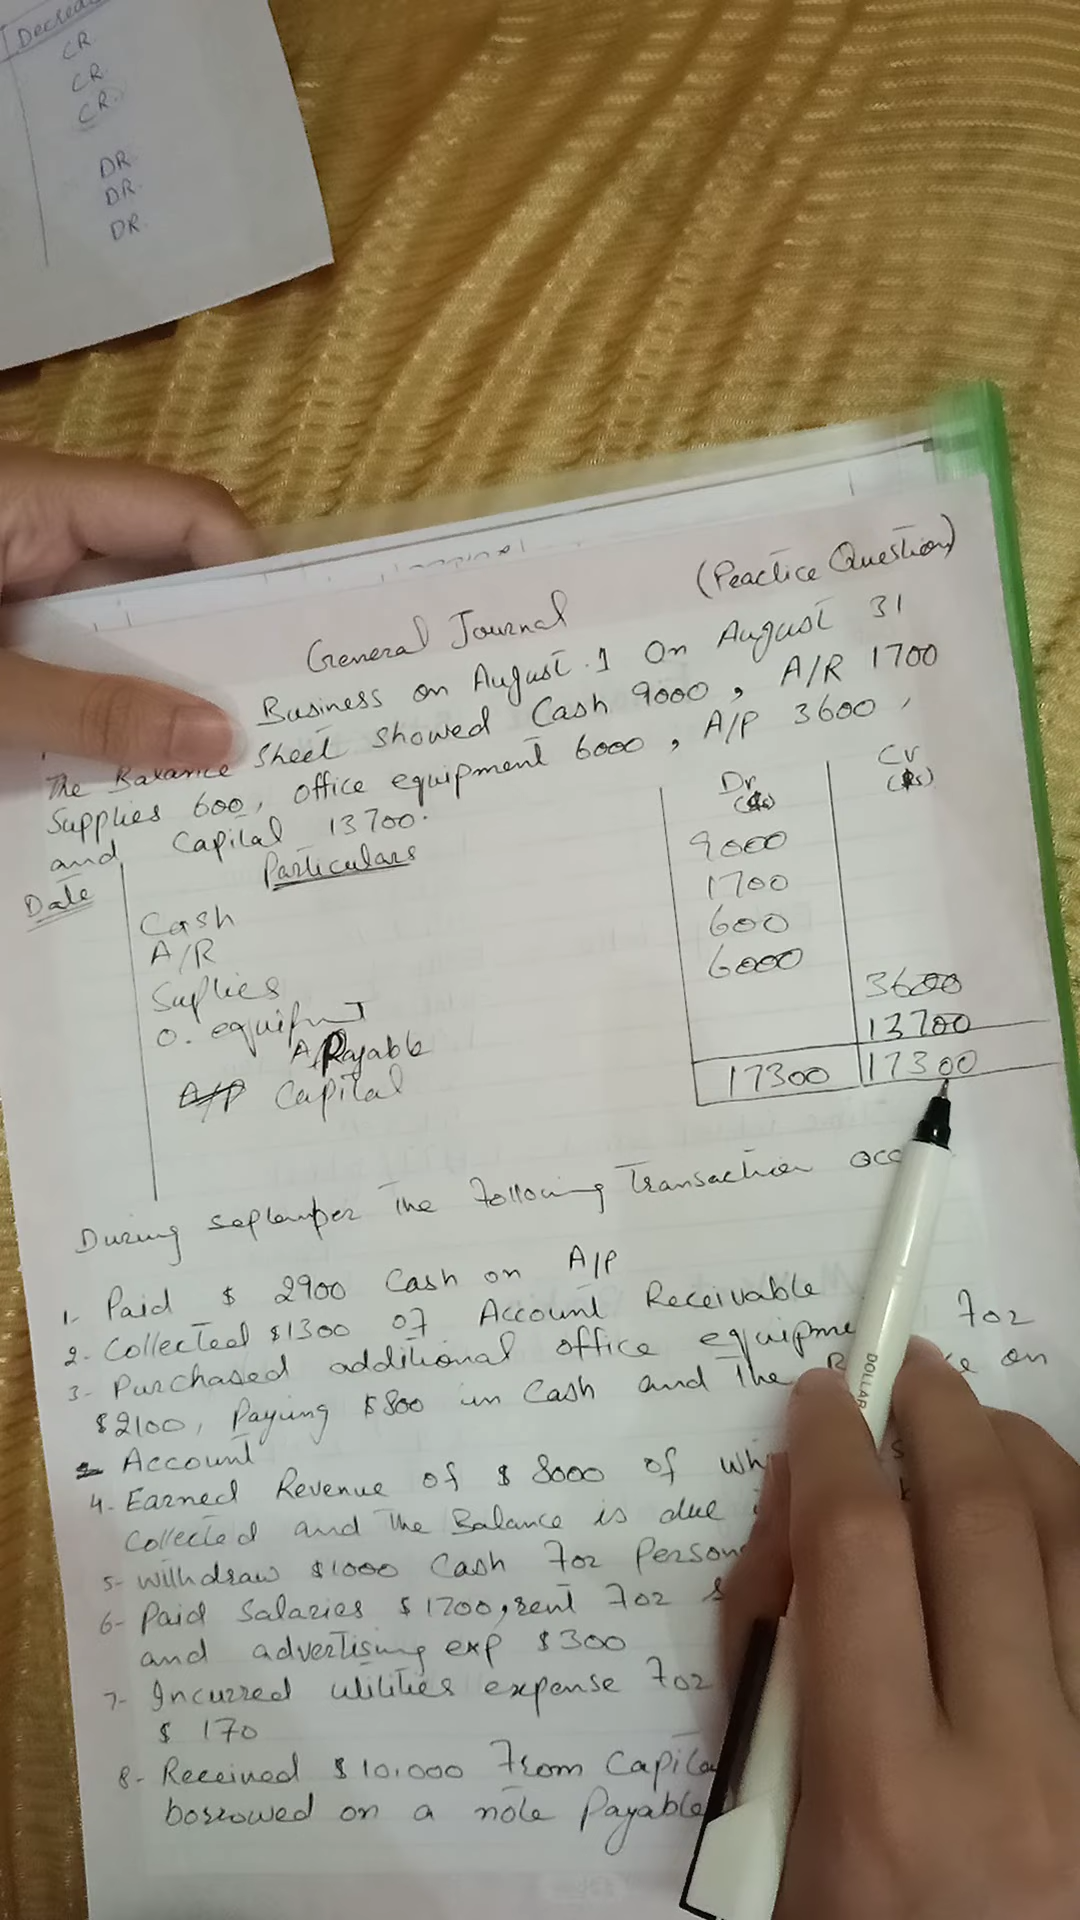 Decrea
CR
CR
CR.
DR.
DR.
DR.
General Journal (Practice Question)
Business on August.1 On August 31
The Balance Sheet showed Cash 9000, A/R 1700
Supplies 600, office equipment 6000, A/P 3600,
and Capital 13700.
Date Particulars Dr Cr
Cash 9000
A/R 1700
Suplies 600
O. equipmnt 6000
A/Payable 3600
A/P Capital 13700
17300 17300
During September The Following Transaction occ
1- Paid $ 2900 Cash on A/P
2- Collected $1300 of Account Receivable
3- Purchased additional office equipme For
$2100, Paying $800 in Cash and The on
Account
4- Earned Revenue of $ 8000 of whi
Collected and The Balance is due
5- Withdraw $1000 Cash For Person
6- Paid Salaries $1700, rent For
and advertising exp $300
7- Incurred utilities expense For
$ 170
8- Received $10,000 From Capita
borrowed on a note Payable
DOLLAR